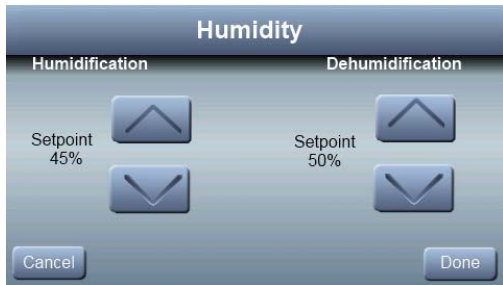 Humidity
Humidification
Dehumidification
Setpoint
45%
Setpoint
50%
Cancel
Done